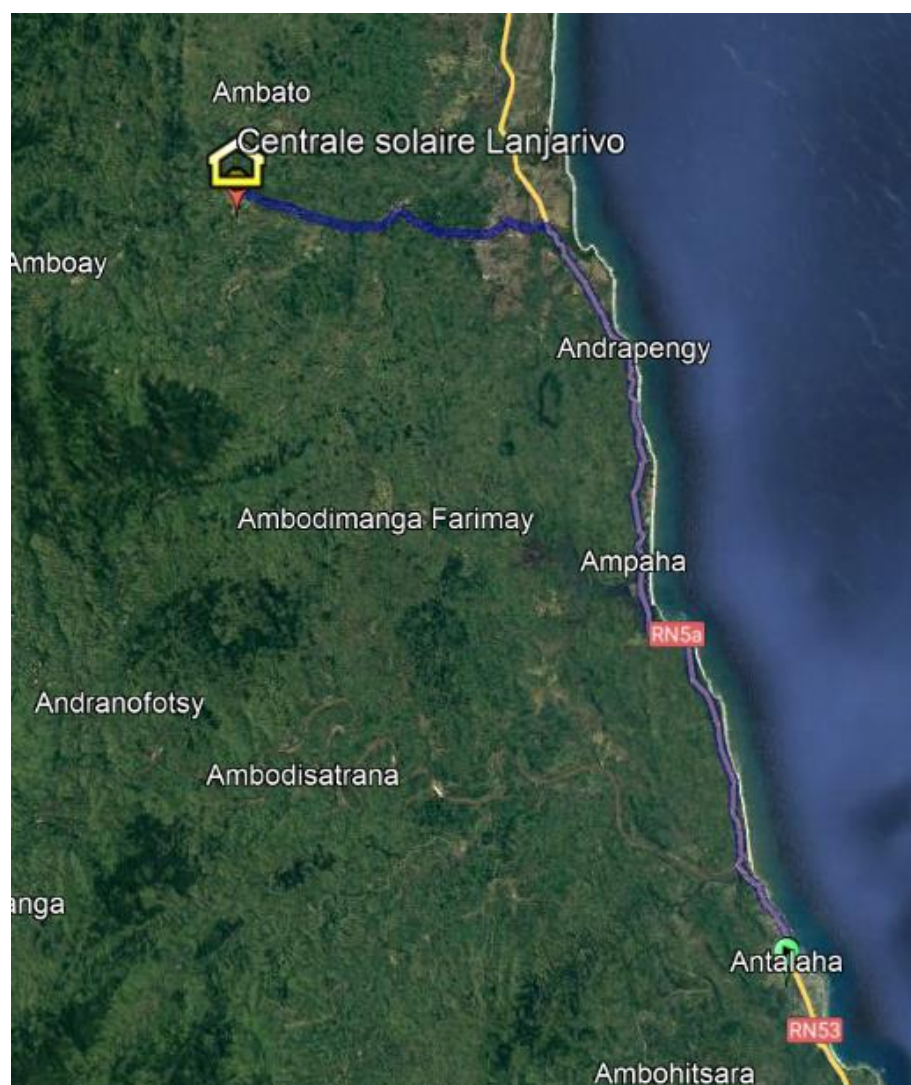 Ambato
Centrale solaire Lanjarivo
Amboay
Andrapengy
Ambodimanga Farimay
Ampaha
RN5a
Andranofotsy
Ambodisatrana
anga
Antalaha
RN53
Ambohitsara